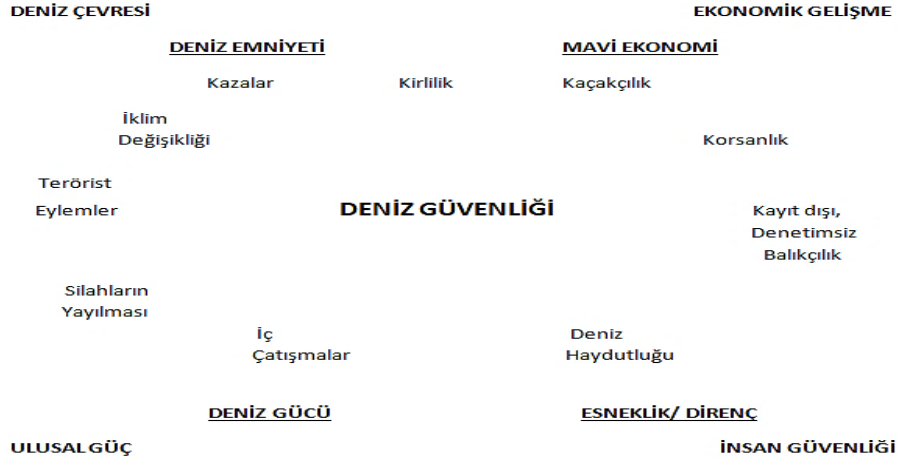 DENİZ ÇEVRESİ EKONOMİK GELİŞME
DENİZ EMNİYETİ MAVİ EKONOMİ
Kazalar Kirlilik Kaçakçılık
İklim
Değişikliği Korsanlık
Terörist
Eylemler DENİZ GÜVENLİĞİ Kayıt dışı,
Denetimsiz
Balıkçılık
Silahların
Yayılması
İç Deniz
Çatışmalar Haydutluğu
DENİZ GÜCÜ ESNEKLİK/ DİRENÇ
ULUSAL GÜÇ İNSAN GÜVENLİĞİ